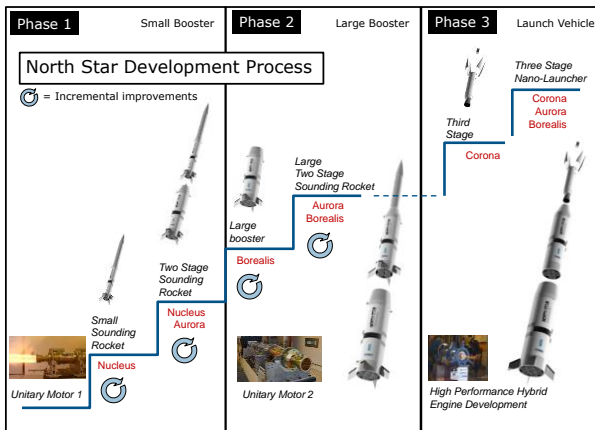 Phase 1
Small Booster
Phase 2
Large Booster
Phase 3
Launch Vehicle
North Star Development Process
= Incremental improvements
Three Stage
Nano-Launcher
Corona
Aurora
Borealis
Third
Stage
Corona
Large
Two Stage
Sounding Rocket
Aurora
Borealis
Large
booster
Borealis
Two Stage
Sounding
Rocket
Nucleus
Aurora
Small
Sounding
Rocket
Nucleus
Unitary Motor 1
Unitary Motor 2
High Performance Hybrid
Engine Development